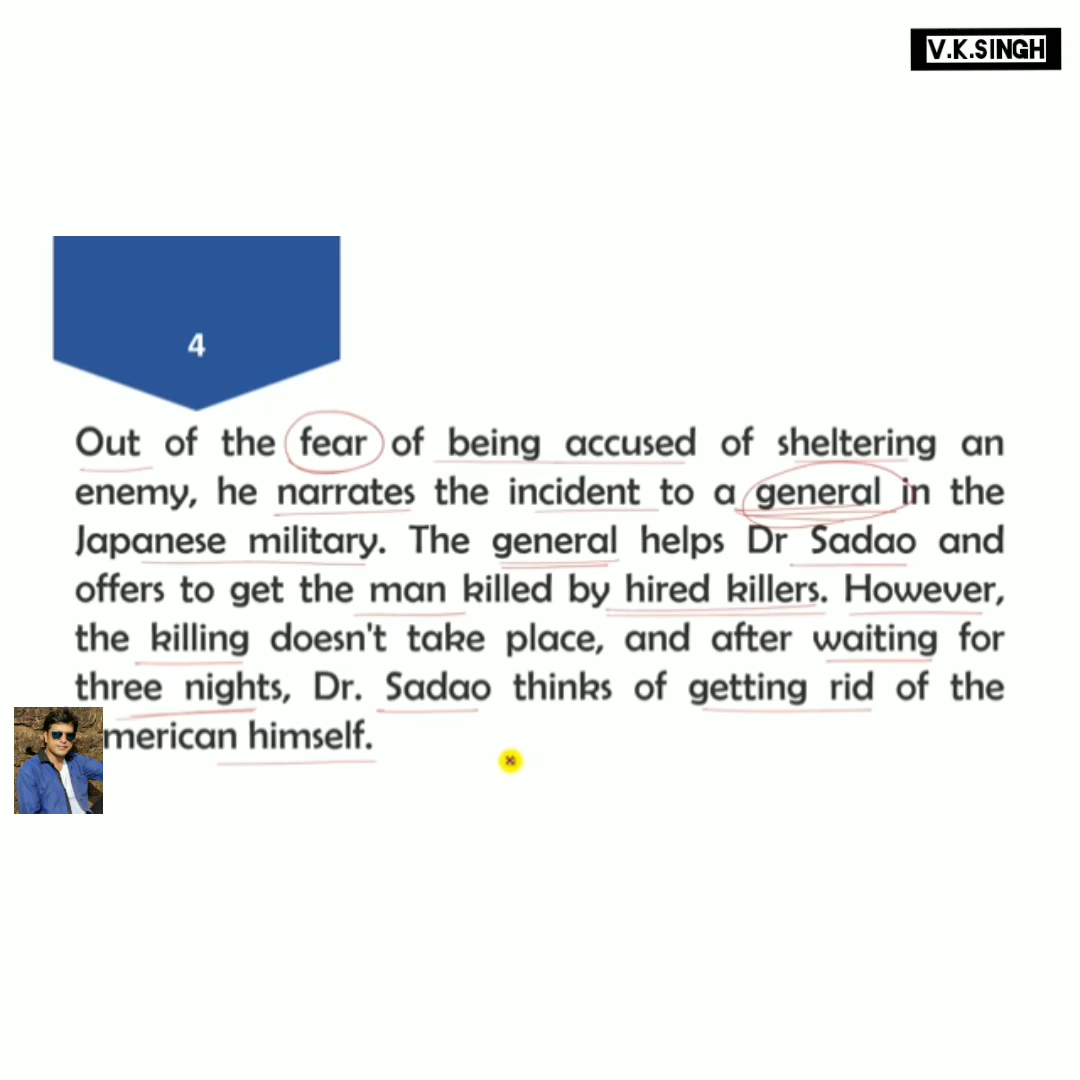 V.K.SINGH
4
Out of the fear of being accused of sheltering an
enemy, he narrates the incident to a general in the
Japanese military. The general helps Dr Sadao and
offers to get the man killed by hired killers. However,
the killing doesn't take place, and after waiting for
three nights, Dr. Sadao thinks of getting rid of the
merican himself.